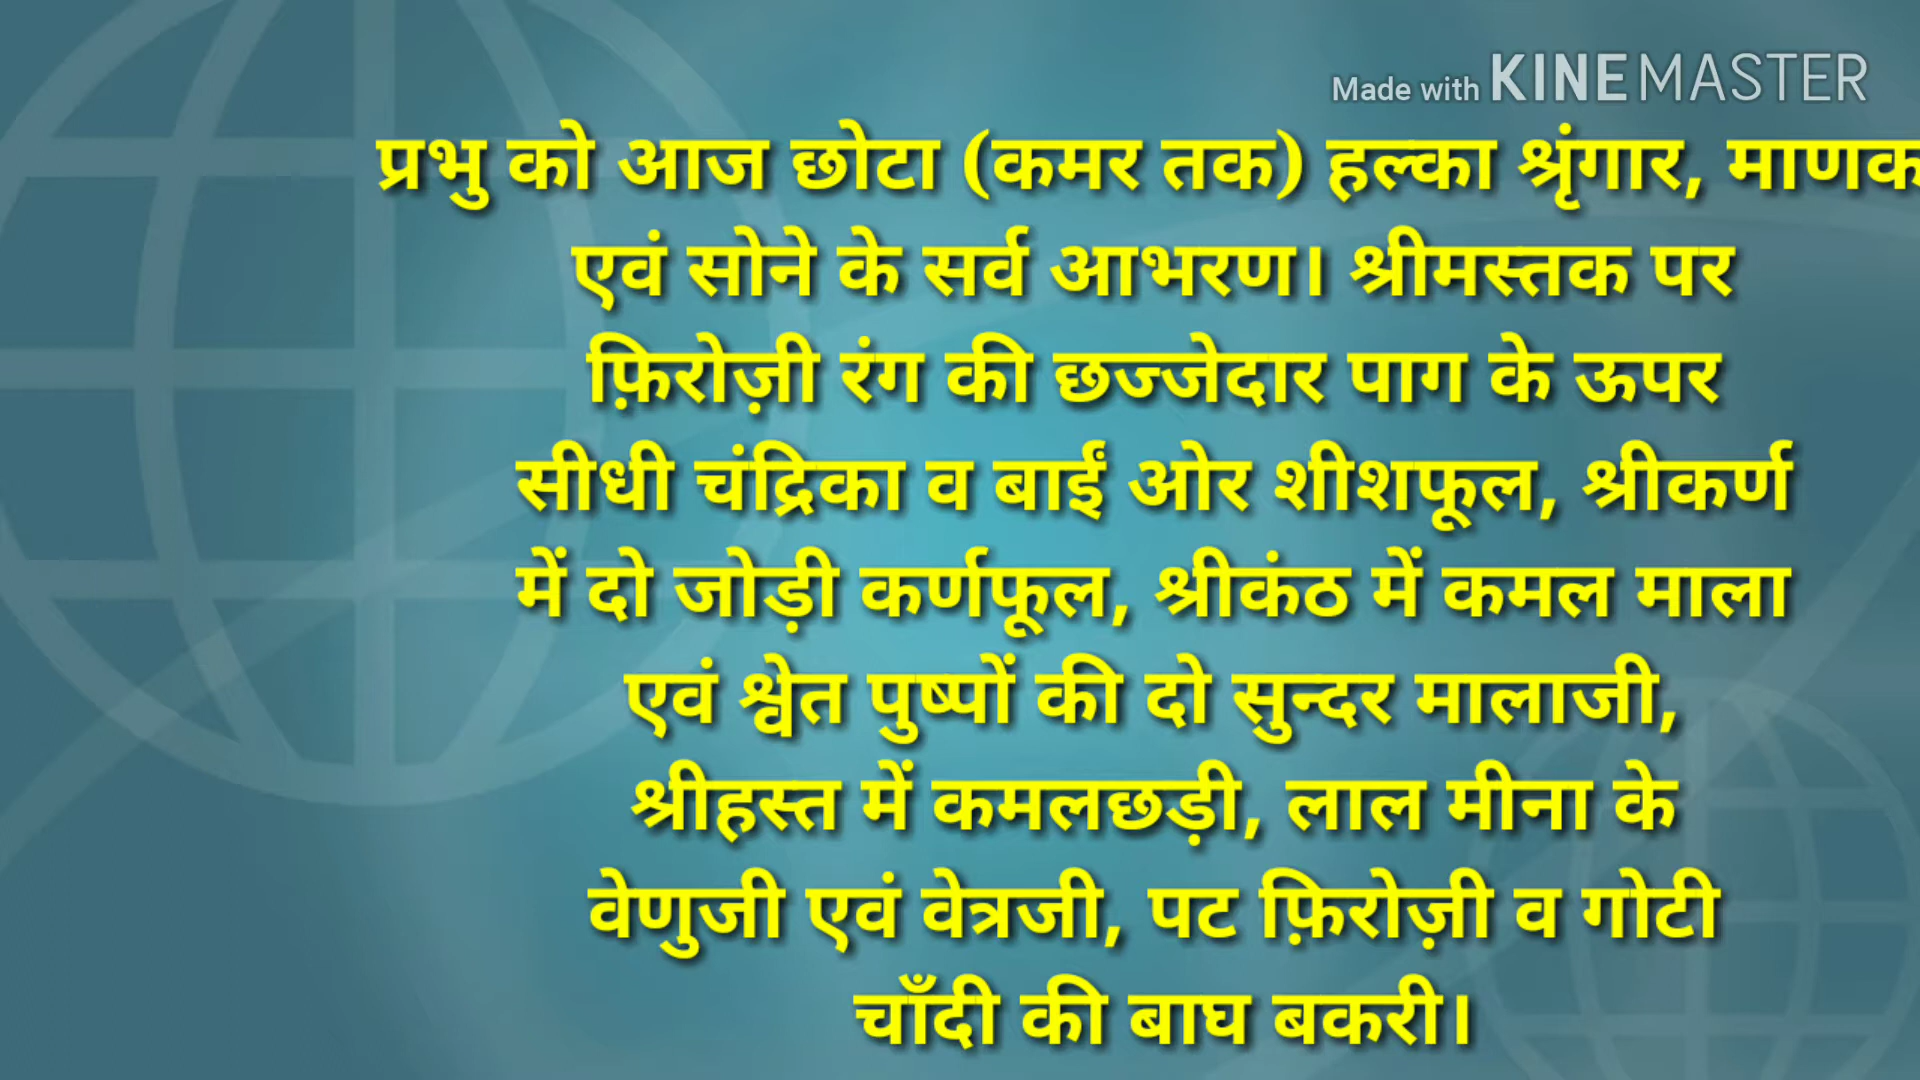 Made with KINEMASTER
प्रभु को आज छोटा (कमर तक) हल्का श्रृंगार, माणक
एवं सोने के सर्व आभरण। श्रीमस्तक पर
फ़िरोज़ी रंग की छज्जेदार पाग के ऊपर
सीधी चंद्रिका व बाईं ओर शीशफूल, श्रीकर्ण
में दो जोड़ी कर्णफूल, श्रीकंठ में कमल माला
एवं श्वेत पुष्पों की दो सुन्दर मालाजी,
श्रीहस्त में कमलछड़ी, लाल मीना के
वेणुजी एवं वेत्रजी, पट फ़िरोज़ी व गोटी
चाँदी की बाघ बकरी।